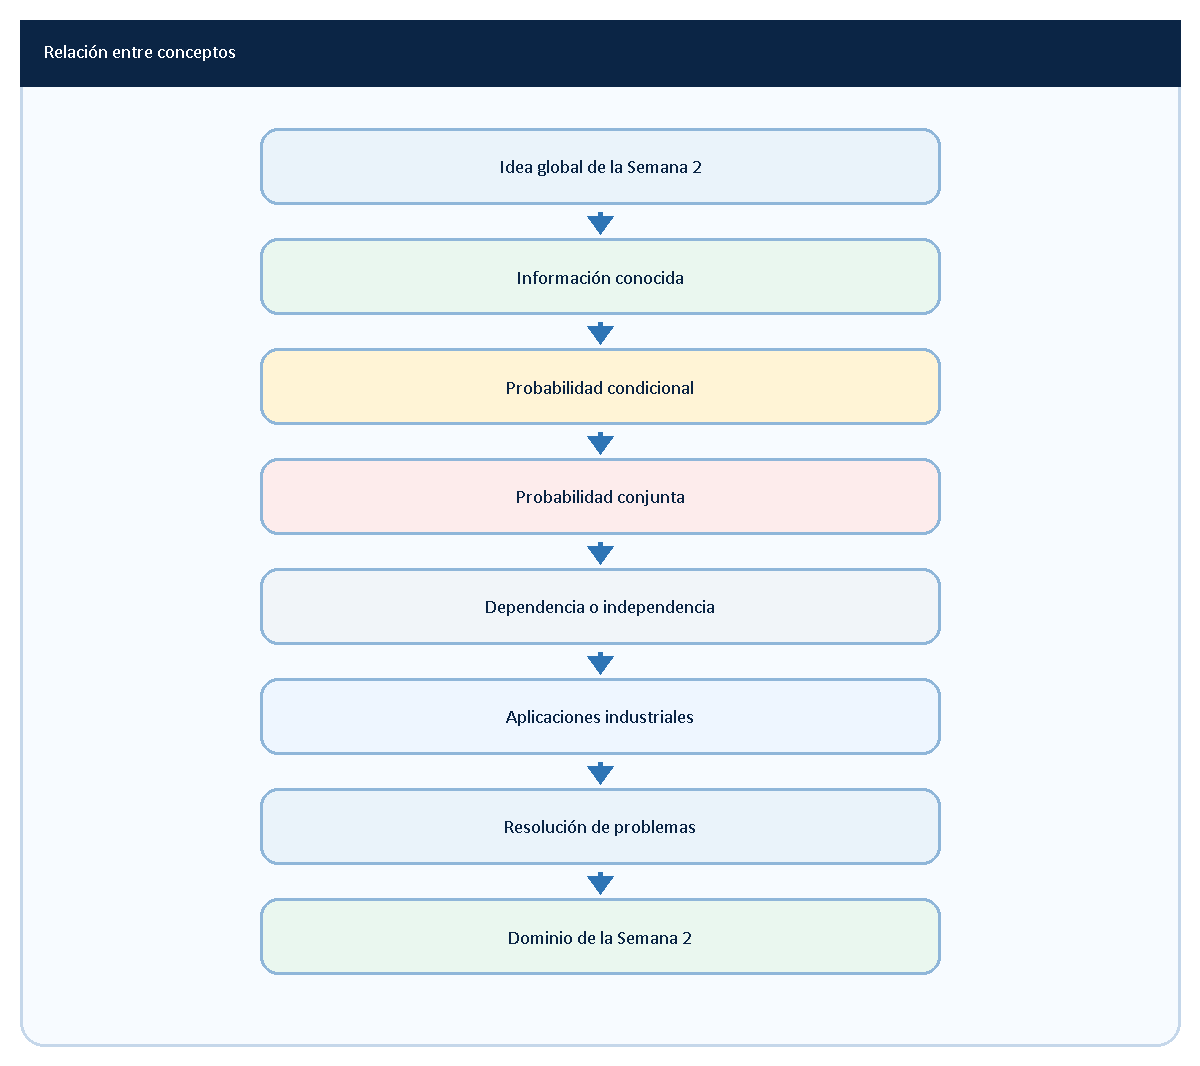 Relación entre conceptos
Idea global de la Semana 2
Información conocida
Probabilidad condicional
Probabilidad conjunta
Dependencia o independencia
Aplicaciones industriales
Resolución de problemas
Dominio de la Semana 2